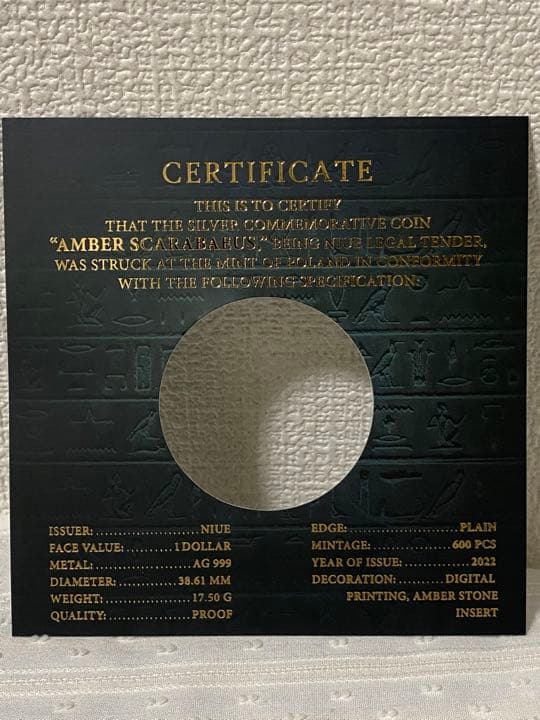 CERTIFICATE
THIS IS TO CERTIFY
THAT THE SILVER COMMEMORATIVE COIN
“AMBER SCARABAEUS,” BEING NIUE LEGAL TENDER,
WAS STRUCK AT THE MINT OF POLAND IN CONFORMITY
WITH THE FOLLOWING SPECIFICATION:
ISSUER:......................NIUE
FACE VALUE:..........1 DOLLAR
METAL:....................AG 999
DIAMETER:............38.61 MM
WEIGHT:.................17.50 G
QUALITY:.................PROOF
EDGE:......................PLAIN
MINTAGE:................600 PCS
YEAR OF ISSUE:.............2022
DECORATION:..........DIGITAL
PRINTING, AMBER STONE
INSERT